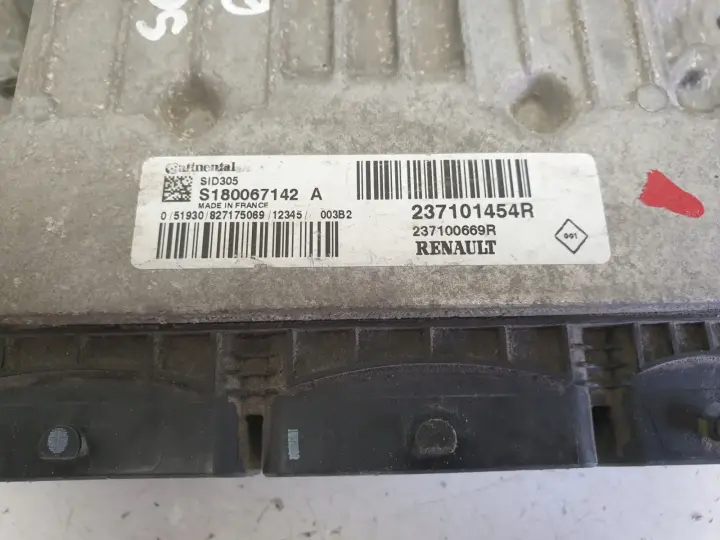 Continental
SID305
S180067142 A
MADE IN FRANCE
0/51930/827175069/12345/ 003B2
237101454R
237100669R
RENAULT
001